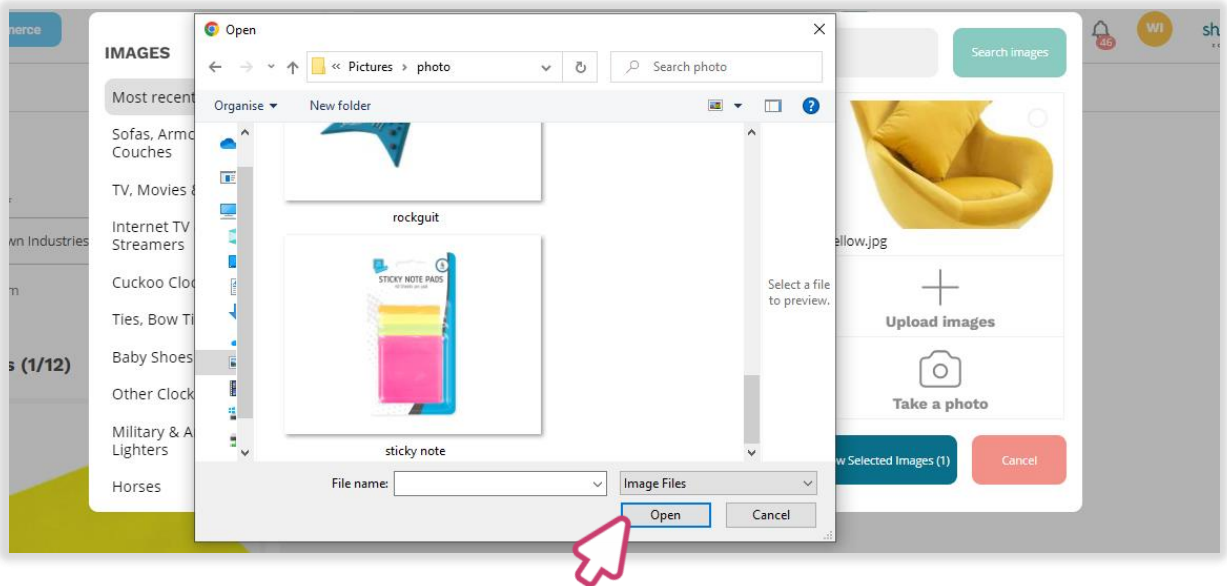 merce
IMAGES
Most recent
Sofas, Armc
Couches
TV, Movies &
Internet TV
Streamers
Cuckoo Cloc
Ties, Bow Ti
Baby Shoes
Other Clock
Military & A
Lighters
Horses
wn Industries
m
s (1/12)
Open
« Pictures › photo
Search photo
Organise
New folder
rockguit
STICKY NOTE PADS
sticky note
Select a file
to preview.
File name:
Image Files
Open
Cancel
Search images
46
WI
sh
ellow.jpg
Upload images
Take a photo
w Selected Images (1)
Cancel